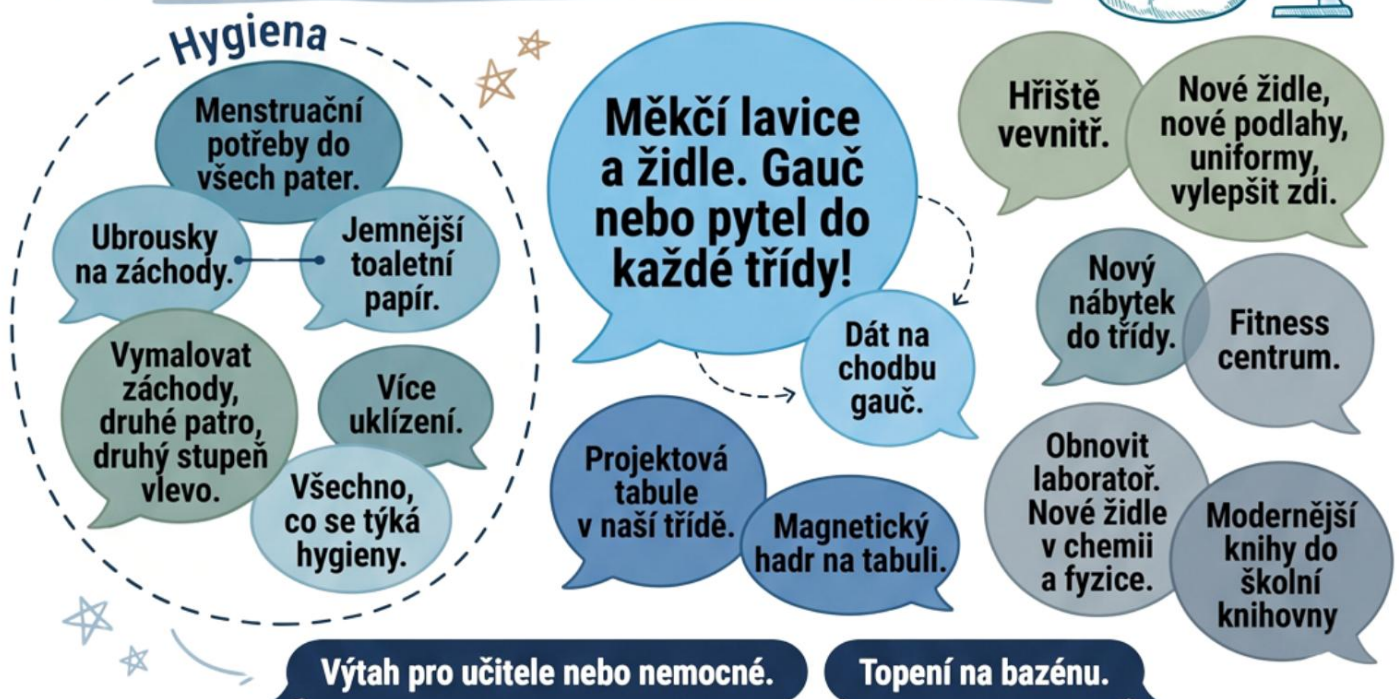 Hygiena
Menstruační
potřeby do
všech pater.
Ubrousky
na záchody.
Jemnější
toaletní
papír.
Vymalovat
záchody,
druhé patro,
druhý stupeň
vlevo.
Více
uklízení.
Všechno,
co se týká
hygieny.
Měkčí lavice
a židle. Gauč
nebo pytel do
každé třídy!
Dát na
chodbu
gauč.
Projektová
tabule
v naší třídě.
Magnetický
hadr na tabuli.
Hřiště
vevnitř.
Nové židle,
nové podlahy,
uniformy,
vylepšit zdi.
Nový
nábytek
do třídy.
Fitness
centrum.
Obnovit
laboratoř.
Nové židle
v chemii
a fyzice.
Modernější
knihy do
školní
knihovny
Výtah pro učitele nebo nemocné.
Topení na bazénu.